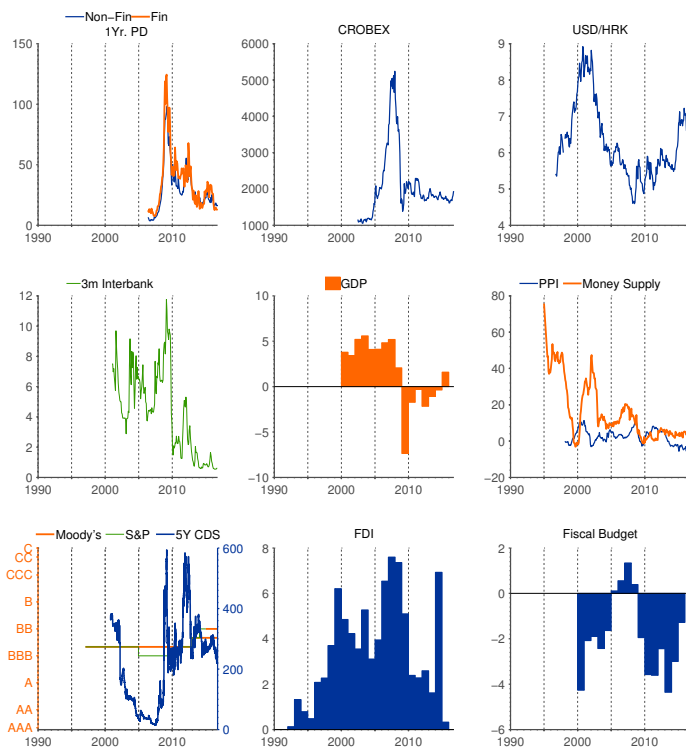 Non−Fin Fin
1Yr. PD
150
100
50
0
1990 2000 2010
CROBEX
6000
5000
4000
3000
2000
1000
1990 2000 2010
USD/HRK
9
8
7
6
5
4
1990 2000 2010
3m Interbank
12
10
8
6
4
2
0
1990 2000 2010
GDP
10
5
0
−5
−10
1990 2000 2010
PPI Money Supply
80
60
40
20
0
−20
1990 2000 2010
Moody's S&P 5Y CDS
C
CC
CCC
B
BB
BBB
A
AA
AAA
600
400
200
0
1990 2000 2010
FDI
8
6
4
2
0
1990 2000 2010
Fiscal Budget
2
0
−2
−4
−6
1990 2000 2010